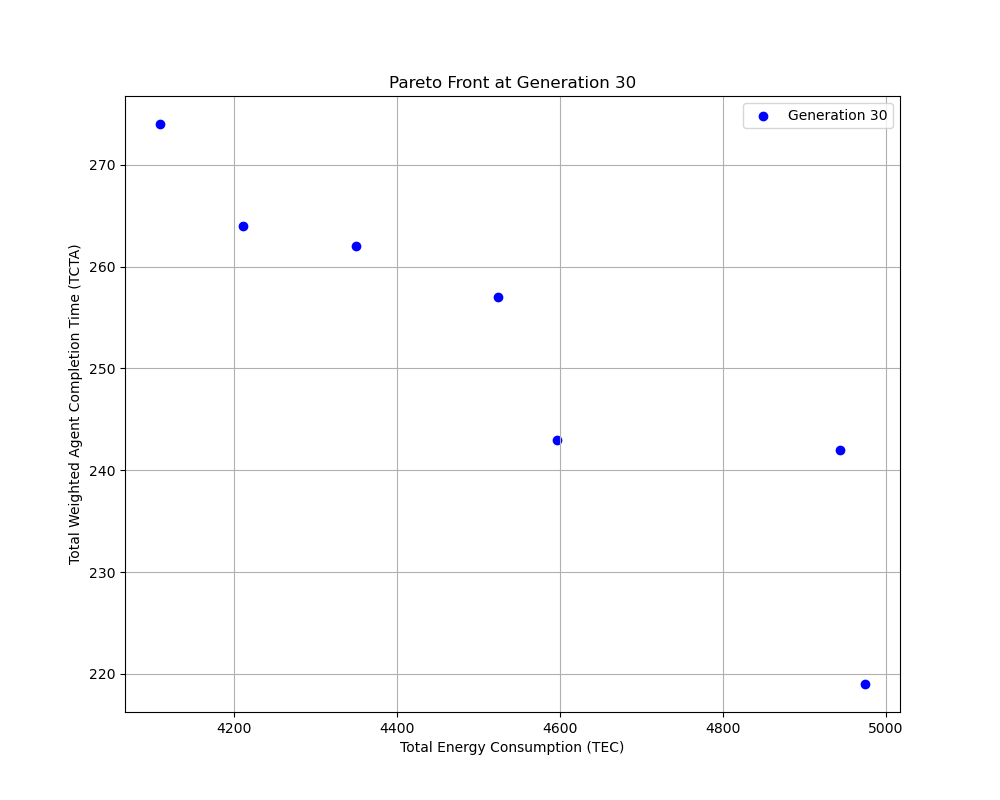 Pareto Front at Generation 30
Generation 30
270
260
250
240
230
220
Total Weighted Agent Completion Time (TCTA)
4200 4400 4600 4800 5000
Total Energy Consumption (TEC)